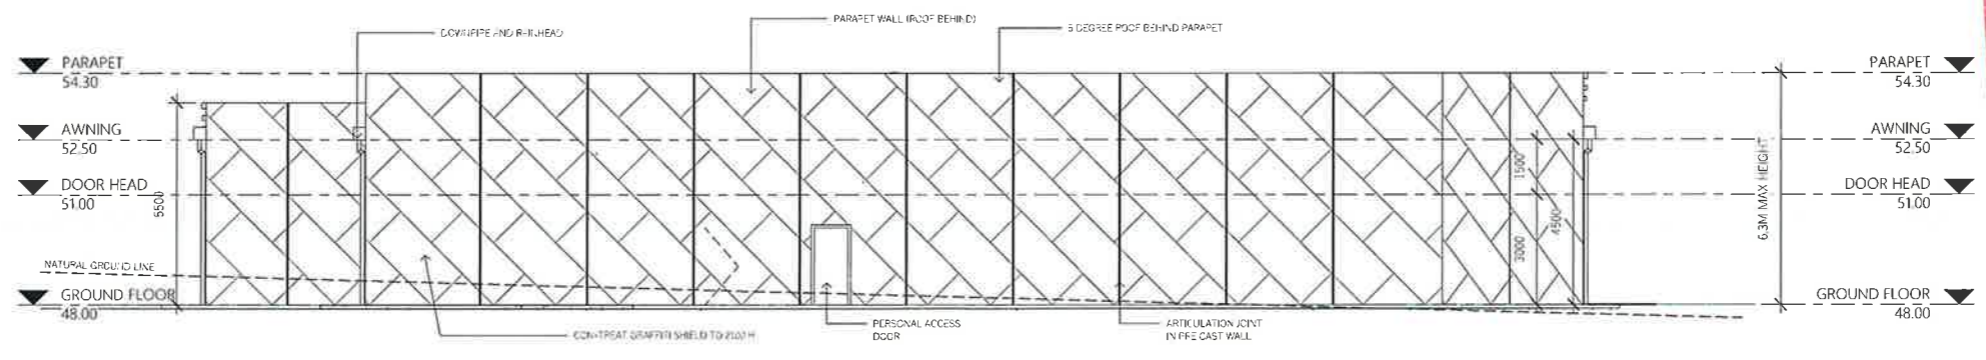 PARAPET WALL (ROOF BEHIND)
DOWNPIPE AND RAINHEAD
5 DEGREE ROOF BEHIND PARAPET
PARAPET
54.30
PARAPET
54.30
AWNING
52.50
AWNING
52.50
DOOR HEAD
51.00
DOOR HEAD
51.00
5500
1500
4500
3000
6.3M MAX HEIGHT
NATURAL GROUND LINE
GROUND FLOOR
48.00
GROUND FLOOR
48.00
GRAFFITI SHIELD TO H
PERSONAL ACCESS
DOOR
ARTICULATION JOINT
IN PRE CAST WALL